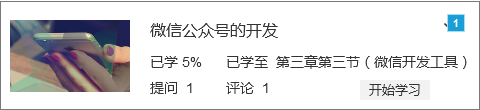 微信公众号的开发
1
已学 5% 已学至 第三章第三节（微信开发工具）
提问 1 评论 1 开始学习